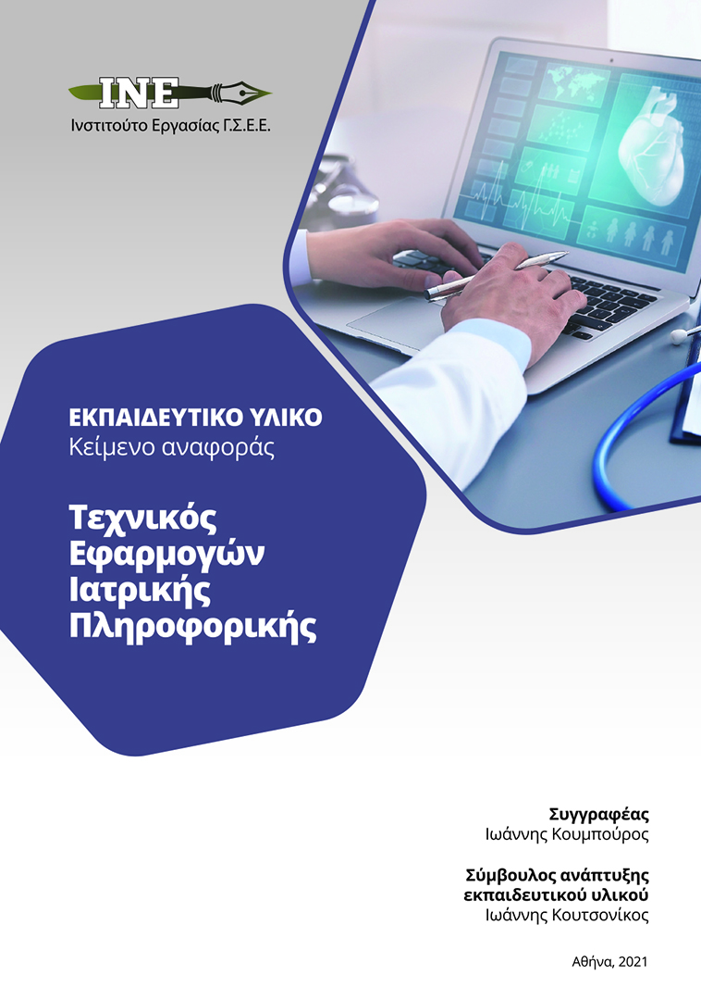 ΙΝΕ
Ινστιτούτο Εργασίας Γ.Σ.Ε.Ε.
ΕΚΠΑΙΔΕΥΤΙΚΟ ΥΛΙΚΟ
Κείμενο αναφοράς
Τεχνικός
Εφαρμογών
Ιατρικής
Πληροφορικής
Συγγραφέας
Ιωάννης Κουμπούρος
Σύμβουλος ανάπτυξης
εκπαιδευτικού υλικού
Ιωάννης Κουτσονίκος
Αθήνα, 2021